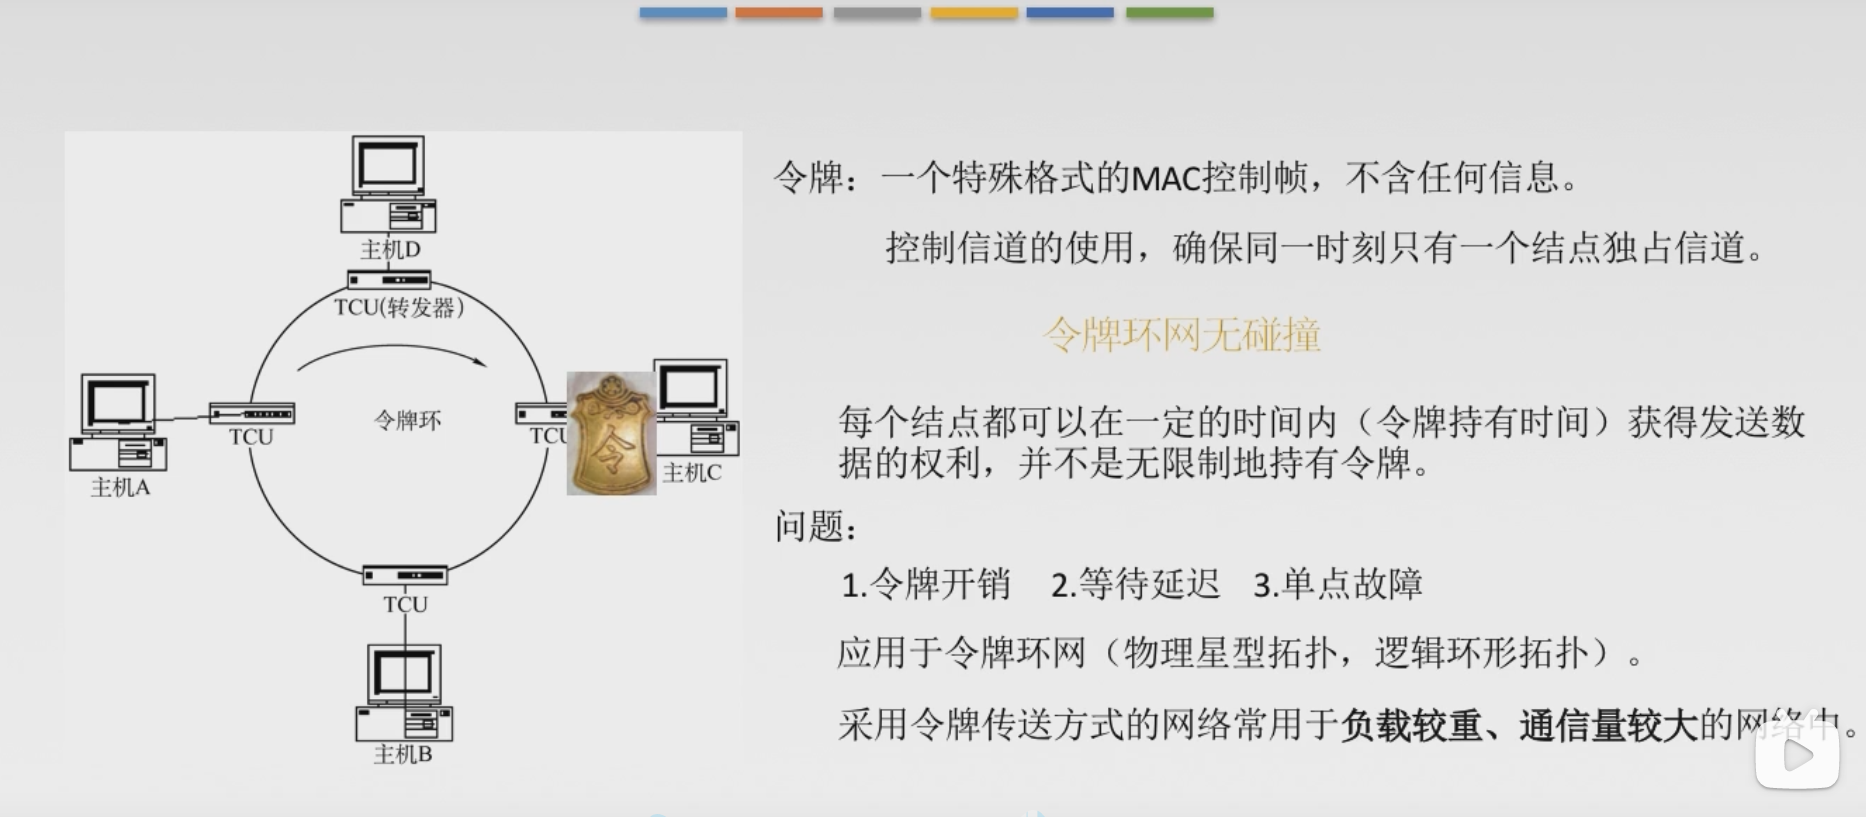 主机D
TCU(转发器)
令牌环
TCU
主机A
TCU
令
主机C
TCU
主机B
令牌：一个特殊格式的MAC控制帧，不含任何信息。
控制信道的使用，确保同一时刻只有一个结点独占信道。
令牌环网无碰撞
每个结点都可以在一定的时间内（令牌持有时间）获得发送数
据的权利，并不是无限制地持有令牌。
问题：
1.令牌开销 2.等待延迟 3.单点故障
应用于令牌环网（物理星型拓扑，逻辑环形拓扑）。
采用令牌传送方式的网络常用于负载较重、通信量较大的网络中。